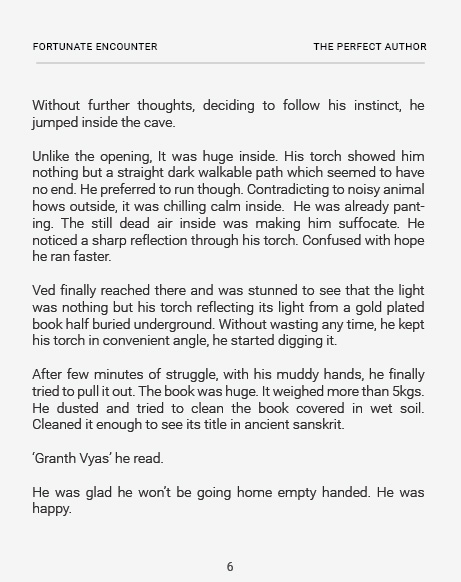 FORTUNATE ENCOUNTER THE PERFECT AUTHOR
Without further thoughts, deciding to follow his instinct, he
jumped inside the cave.
Unlike the opening, It was huge inside. His torch showed him
nothing but a straight dark walkable path which seemed to have
no end. He preferred to run though. Contradicting to noisy animal
hows outside, it was chilling calm inside. He was already pant-
ing. The still dead air inside was making him suffocate. He
noticed a sharp reflection through his torch. Confused with hope
he ran faster.
Ved finally reached there and was stunned to see that the light
was nothing but his torch reflecting its light from a gold plated
book half buried underground. Without wasting any time, he kept
his torch in convenient angle, he started digging it.
After few minutes of struggle, with his muddy hands, he finally
tried to pull it out. The book was huge. It weighed more than 5kgs.
He dusted and tried to clean the book covered in wet soil.
Cleaned it enough to see its title in ancient sanskrit.
‘Granth Vyas’ he read.
He was glad he won’t be going home empty handed. He was
happy.
6